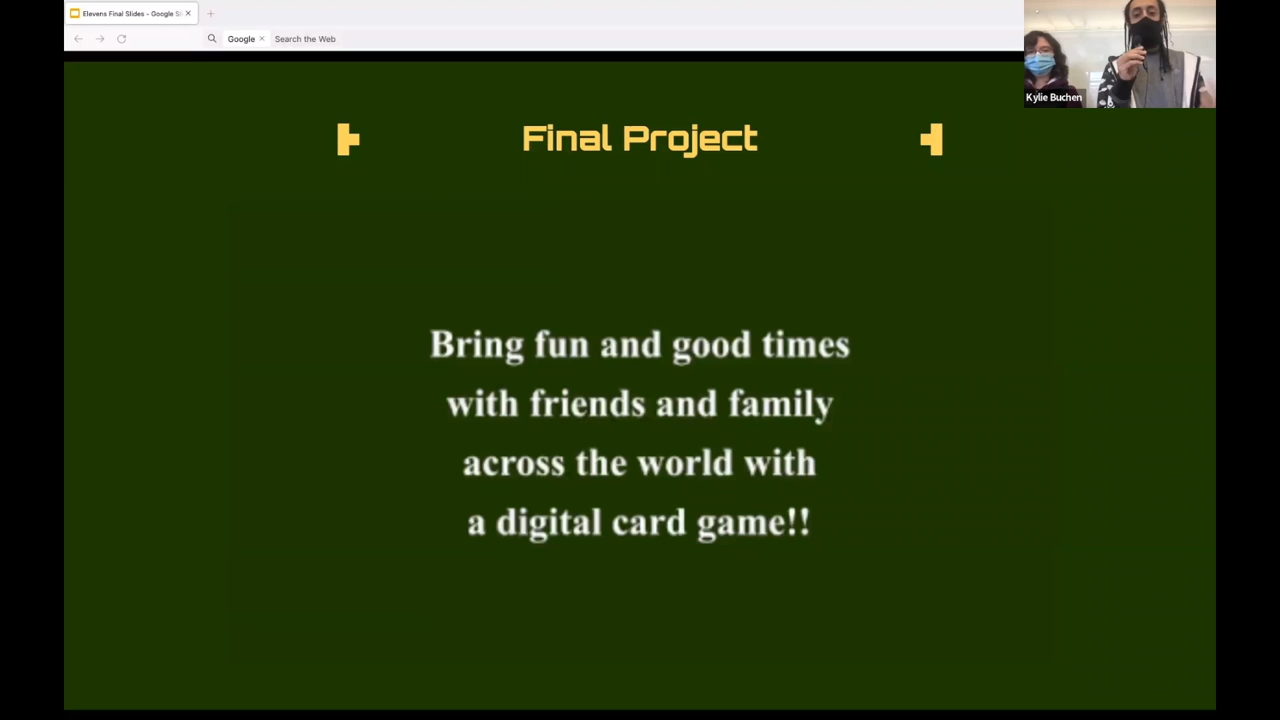 Elevens Final Slides - Google Sl
Google
Search the Web
Kylie Buchen
Final Project
Bring fun and good times
with friends and family
across the world with
a digital card game!!